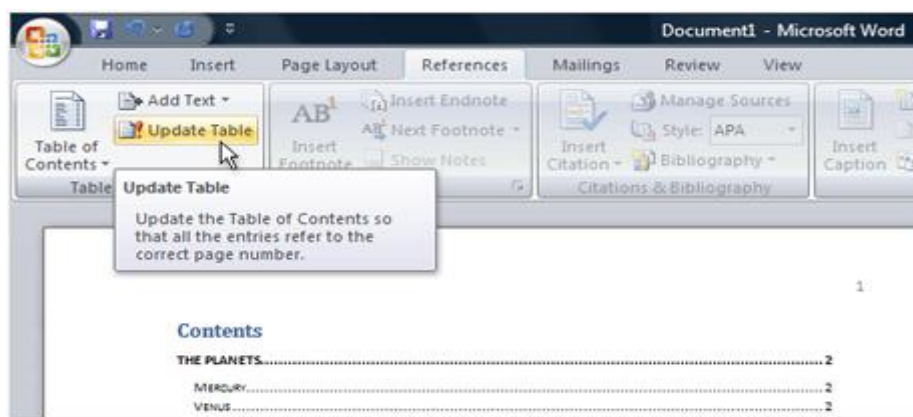 Document1 - Microsoft Word
Home Insert Page Layout References Mailings Review View
Table of Contents
Add Text
Update Table
Table
AB1
Insert Footnote
Insert Endnote
AB1 Next Footnote
Show Notes
Insert Citation
Manage Sources
Style: APA
Bibliography
Citations & Bibliography
Insert Caption
Update Table
Update the Table of Contents so
that all the entries refer to the
correct page number.
1
Contents
THE PLANETS.....2
MERCURY.....2
VENUS.....2